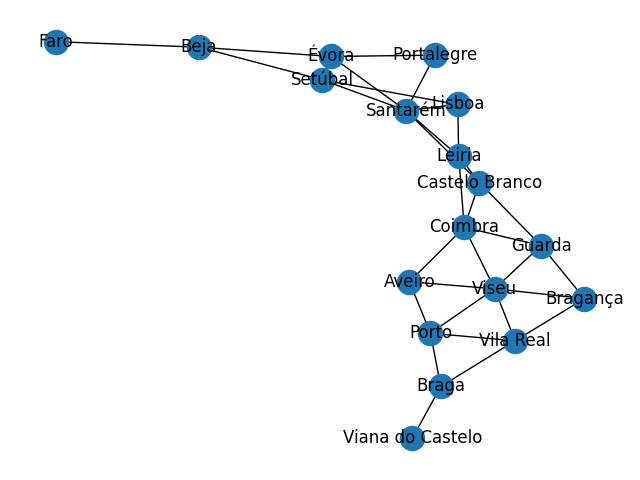 Faro
Beja
Évora
Portalegre
Setúbal
Lisboa
Santarém
Leiria
Castelo Branco
Coimbra
Guarda
Aveiro
Viseu
Bragança
Porto
Vila Real
Braga
Viana do Castelo